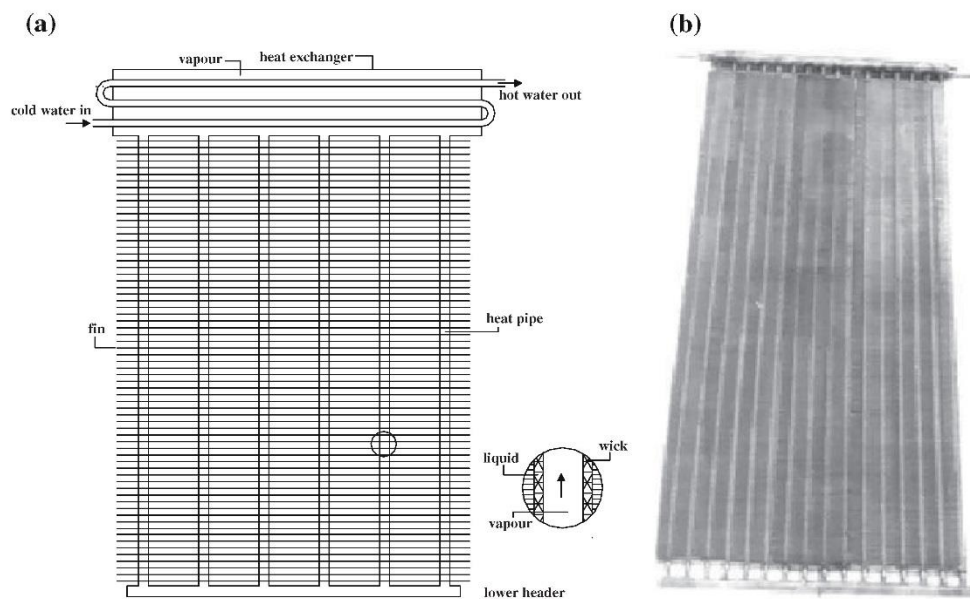 (a)
(b)
vapour
heat exchanger
hot water out
cold water in
fin
heat pipe
liquid
wick
vapour
lower header